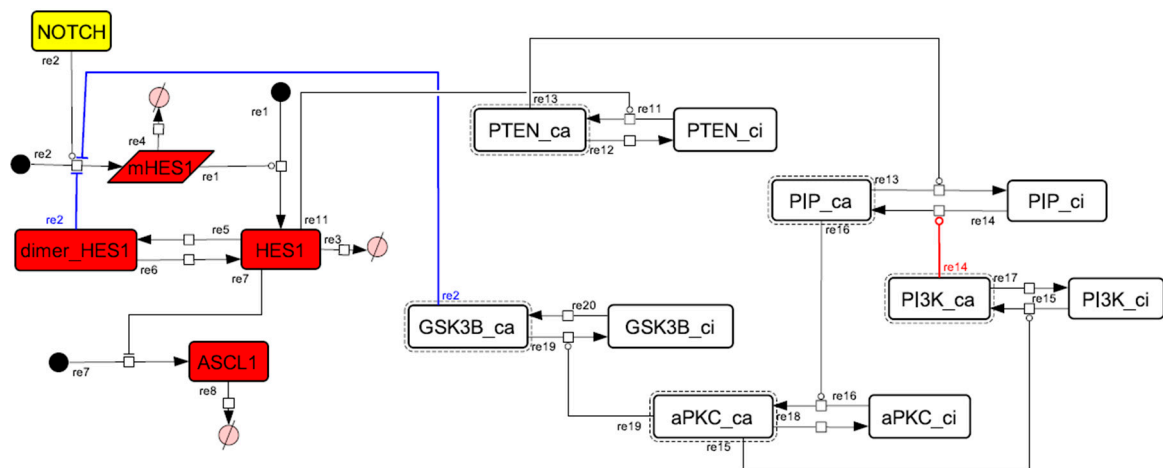 NOTCH
re2
re1
re13
re11
PTEN_ca
PTEN_ci
re12
re4
re2
mHES1
re1
re13
PIP_ca
PIP_ci
re14
re16
re2
re11
re5
dimer_HES1
HES1
re3
re6
re7
re14
re17
PI3K_ca
re15
PI3K_ci
re2
re20
GSK3B_ca
GSK3B_ci
re19
re7
ASCL1
re8
re16
re19
aPKC_ca
re18
aPKC_ci
re15